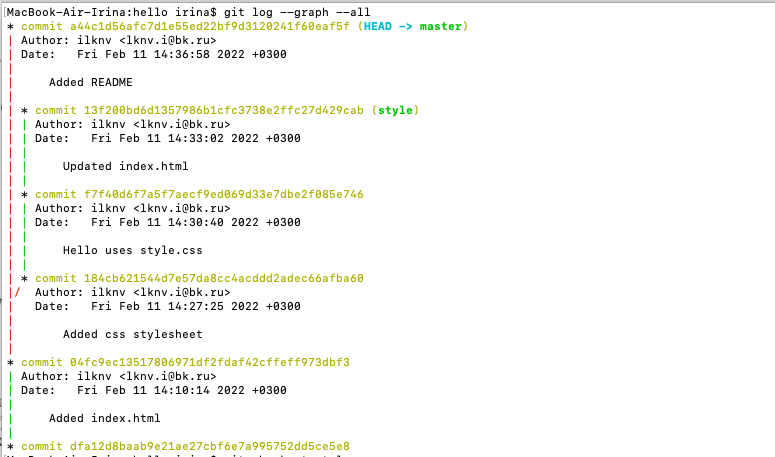 MacBook-Air-Irina:hello irina$ git log --graph --all
* commit a44c1d56afc7d1e55ed22bf9d3120241f60eaf5f (HEAD -> master)
| Author: ilknv <lknv.i@bk.ru>
| Date:   Fri Feb 11 14:36:58 2022 +0300
|
|     Added README
|
| * commit 13f200bd6d1357986b1cfc3738e2ffc27d429cab (style)
| | Author: ilknv <lknv.i@bk.ru>
| | Date:   Fri Feb 11 14:33:02 2022 +0300
| |
| |     Updated index.html
| |
| * commit f7f40d6f7a5f7aecf9ed069d33e7dbe2f085e746
| | Author: ilknv <lknv.i@bk.ru>
| | Date:   Fri Feb 11 14:30:40 2022 +0300
| |
| |     Hello uses style.css
| |
| * commit 184cb621544d7e57da8cc4acddd2adec66afba60
|/  Author: ilknv <lknv.i@bk.ru>
|   Date:   Fri Feb 11 14:27:25 2022 +0300
|
|       Added css stylesheet
|
* commit 04fc9ec13517806971df2fdaf42cffeff973dbf3
| Author: ilknv <lknv.i@bk.ru>
| Date:   Fri Feb 11 14:10:14 2022 +0300
|
|     Added index.html
|
* commit dfa12d8baab9e21ae27cbf6e7a995752dd5ce5e8